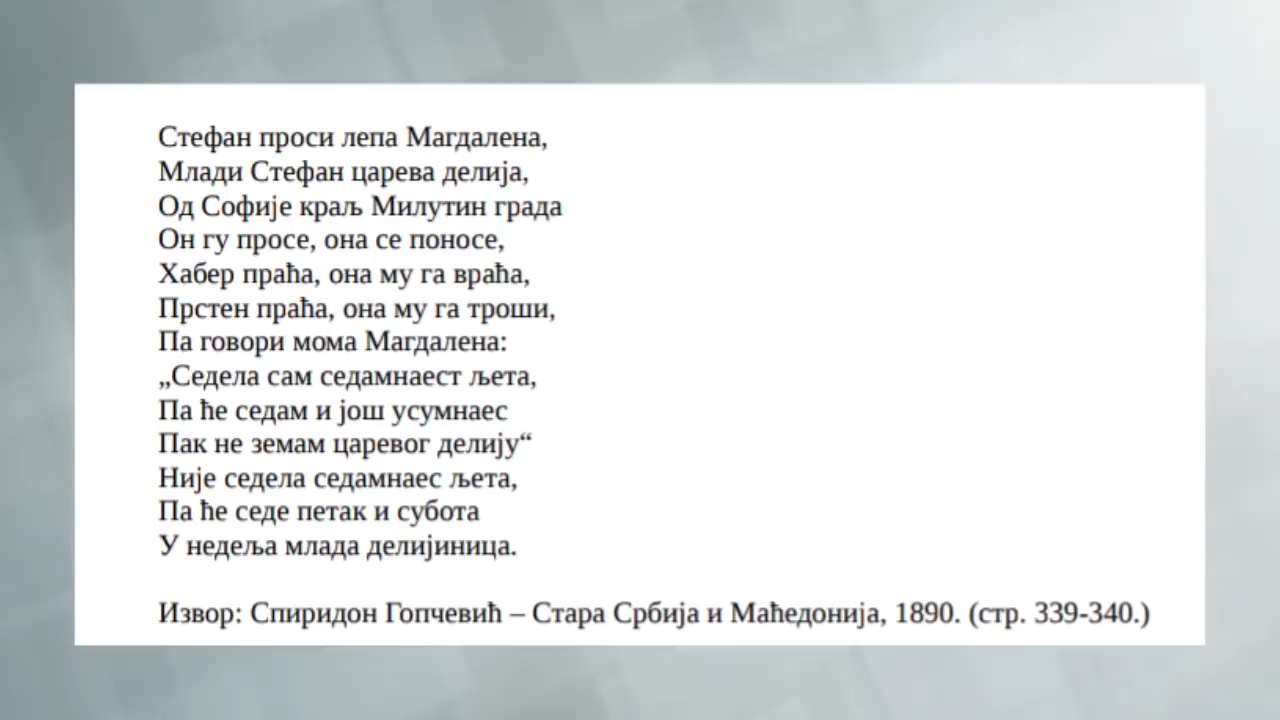 Стефан проси лепа Магдалена,
Млади Стефан царева делија,
Од Софије краљ Милутин града
Он гу просе, она се поносе,
Хабер праћа, она му га враћа,
Прстен праћа, она му га троши,
Па говори мома Магдалена:
„Седела сам седамнаест љета,
Па ће седам и још усумнаес
Пак не земам царевог делију“
Није седела седамнаес љета,
Па ће седе петак и субота
У недеља млада делијиница.
Извор: Спиридон Гопчевић – Стара Србија и Маћедонија, 1890. (стр. 339-340.)